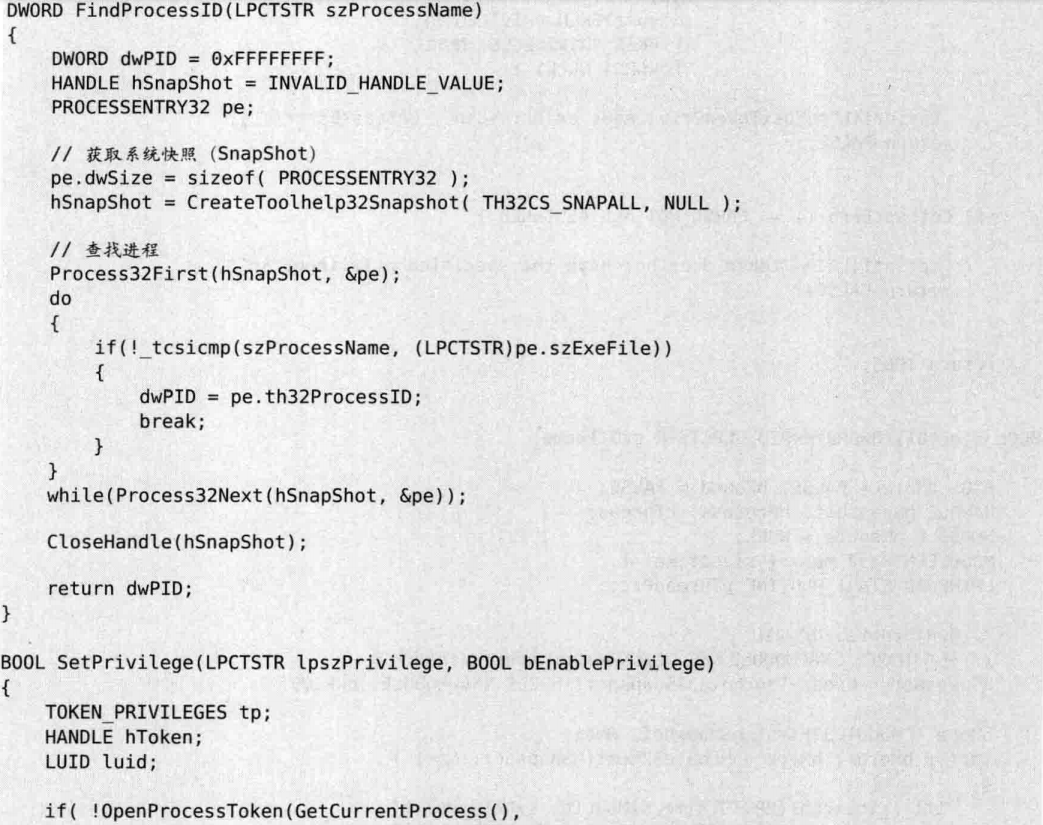 DWORD FindProcessID(LPCTSTR szProcessName)
{
DWORD dwPID = 0xFFFFFFFF;
HANDLE hSnapShot = INVALID_HANDLE_VALUE;
PROCESSENTRY32 pe;
// 获取系统快照（SnapShot）
pe.dwSize = sizeof( PROCESSENTRY32 );
hSnapShot = CreateToolhelp32Snapshot( TH32CS_SNAPALL, NULL );
// 查找进程
Process32First(hSnapShot, &pe);
do
{
if(!_tcsicmp(szProcessName, (LPCTSTR)pe.szExeFile))
{
dwPID = pe.th32ProcessID;
break;
}
}
while(Process32Next(hSnapShot, &pe));
CloseHandle(hSnapShot);
return dwPID;
}
BOOL SetPrivilege(LPCTSTR lpszPrivilege, BOOL bEnablePrivilege)
{
TOKEN_PRIVILEGES tp;
HANDLE hToken;
LUID luid;
if( !OpenProcessToken(GetCurrentProcess(),